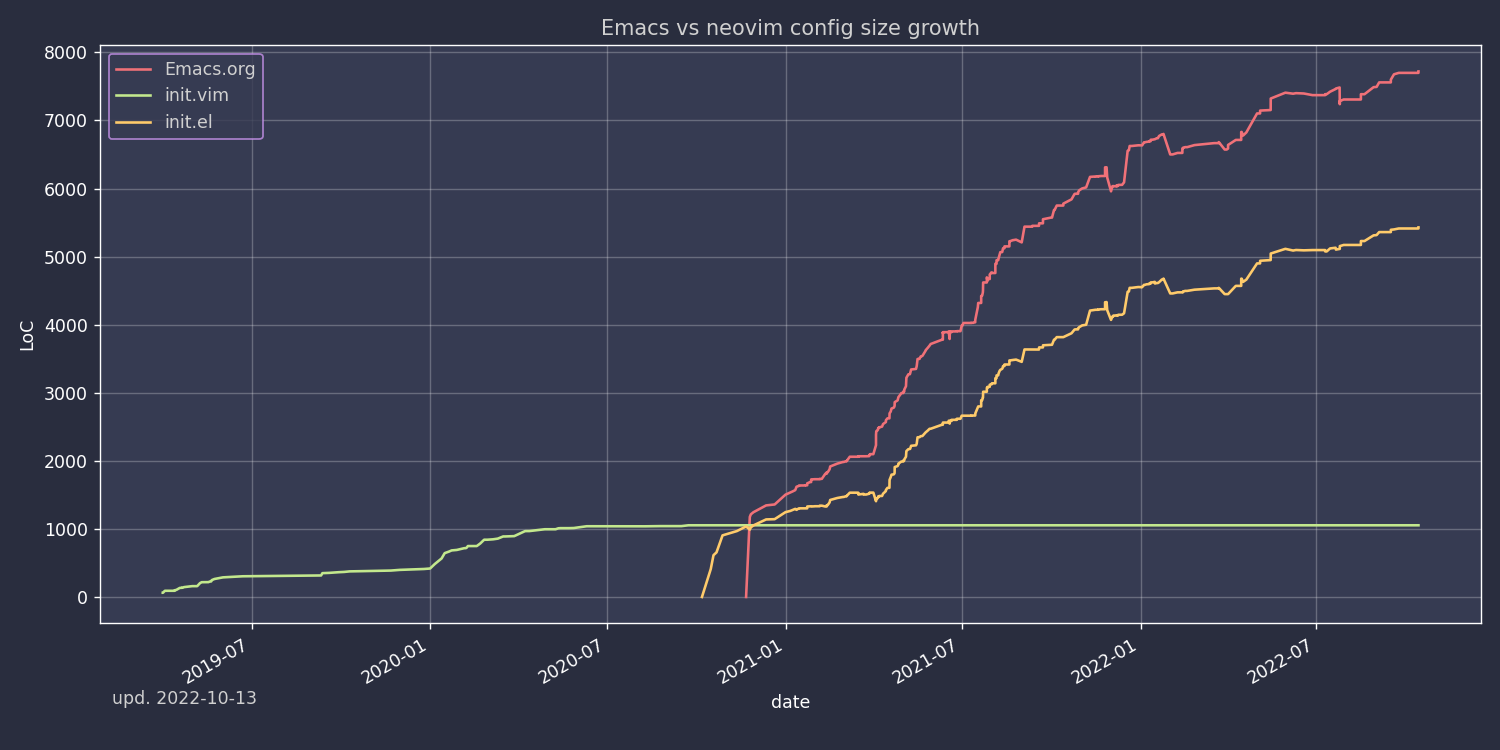 Emacs vs neovim config size growth
8000
7000
6000
5000
4000
3000
2000
1000
0
LoC
Emacs.org
init.vim
init.el
2019-07
2020-01
2020-07
2021-01
2021-07
2022-01
2022-07
date
upd. 2022-10-13